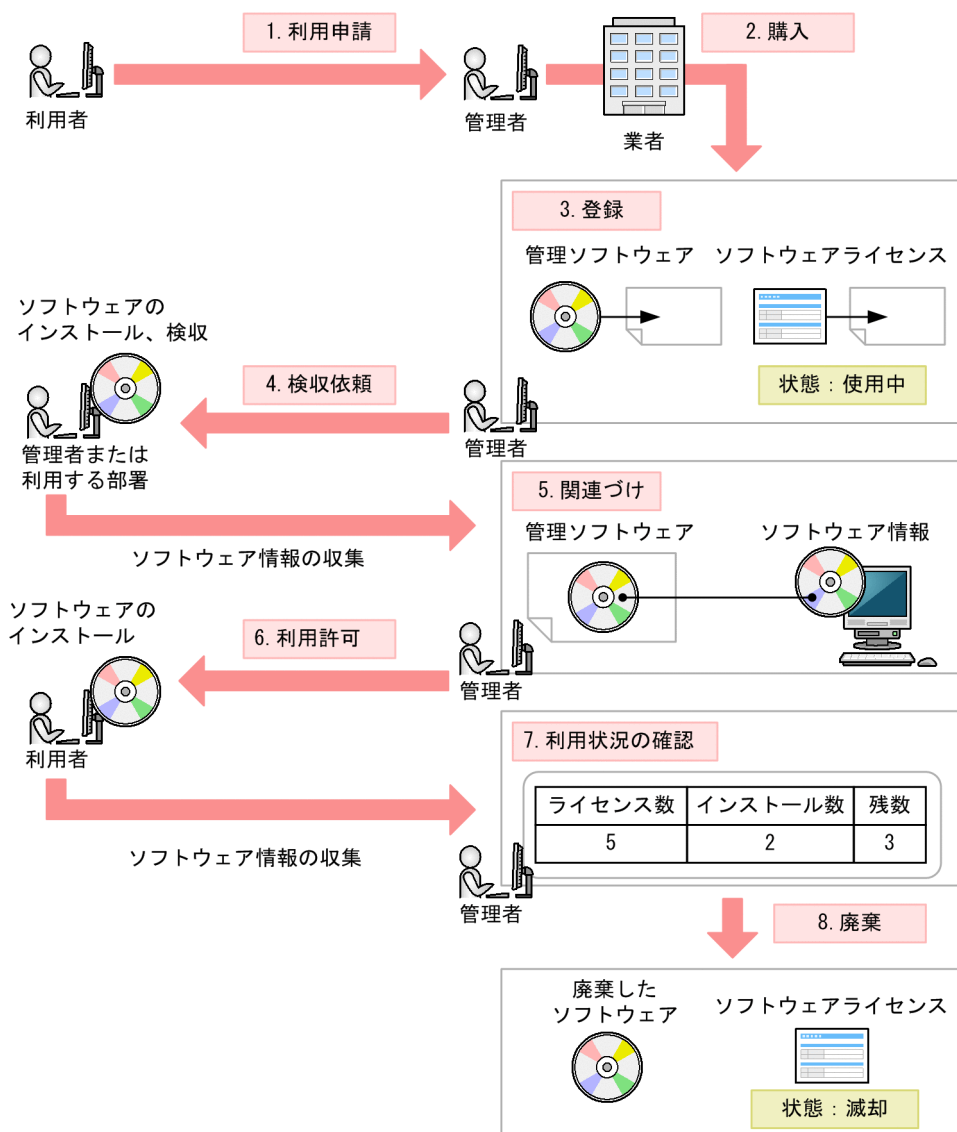 1.利用申請
2.購入
利用者
管理者
業者
3.登録
管理ソフトウェア
ソフトウェアライセンス
状態：使用中
ソフトウェアの
インストール、検収
4.検収依頼
管理者または
利用する部署
管理者
5.関連づけ
管理ソフトウェア
ソフトウェア情報
ソフトウェア情報の収集
ソフトウェアの
インストール
6.利用許可
管理者
利用者
7.利用状況の確認
ライセンス数 インストール数 残数
5 2 3
ソフトウェア情報の収集
管理者
8.廃棄
廃棄した
ソフトウェア
ソフトウェアライセンス
状態：滅却